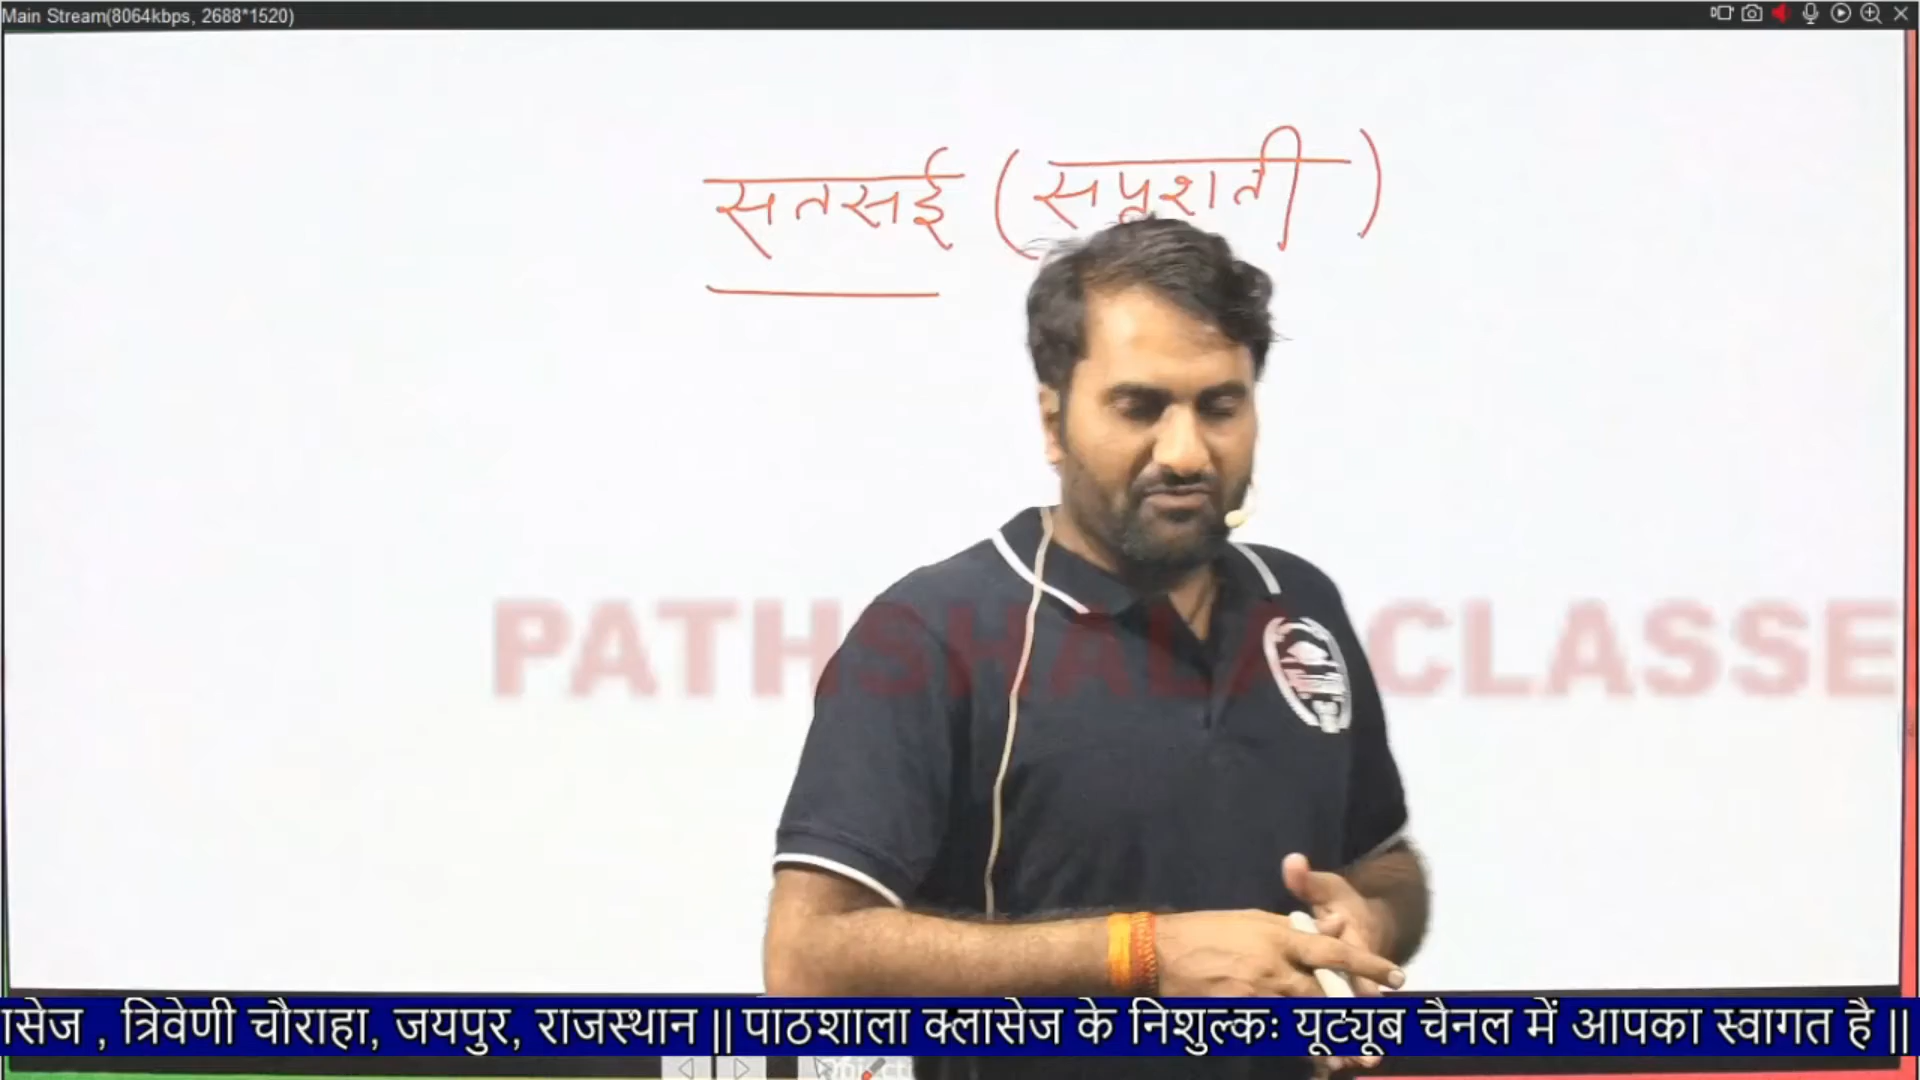 Main Stream(8064kbps, 2688*1520)
सतसई (सप्तशती)
PATHSHALA CLASSE
ासेज , त्रिवेणी चौराहा, जयपुर, राजस्थान || पाठशाला क्लासेज के निशुल्कः यूट्यूब चैनल में आपका स्वागत है ||